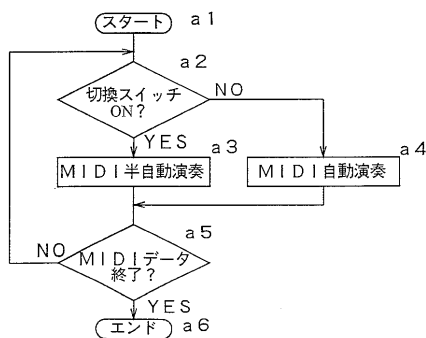 スタート a1
a2
切換スイッチ
ON?
NO
YES
a3
MIDI半自動演奏
MIDI自動演奏
a4
a5
NO
MIDIデータ
終了?
YES
エンド a6